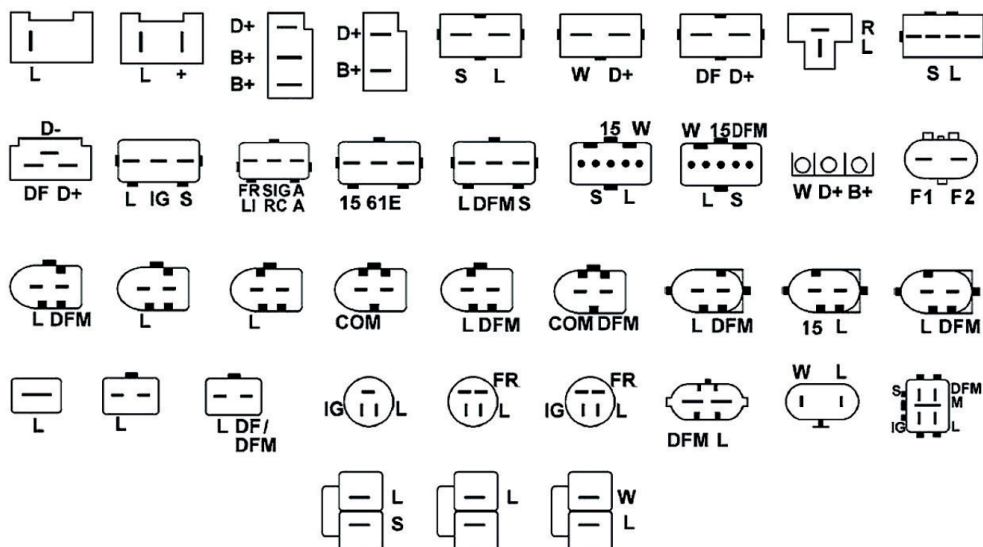 L
L +
D+
B+
B+
D+
B+
S L
W D+
DF D+
R
L
S L
D-
DF D+
L IG S
FR SIG A
LI RC A
15 61E
L DFM S
15 W
S L
W 15DFM
L S
W D+ B+
F1 F2
L DFM
L
L
COM
L DFM
COM DFM
L DFM
15 L
L DFM
L
L
L DF/
DFM
IG L
FR
L
FR
IG L
DFM L
W L
S DFM
M
IG L
L
S
L
W
L